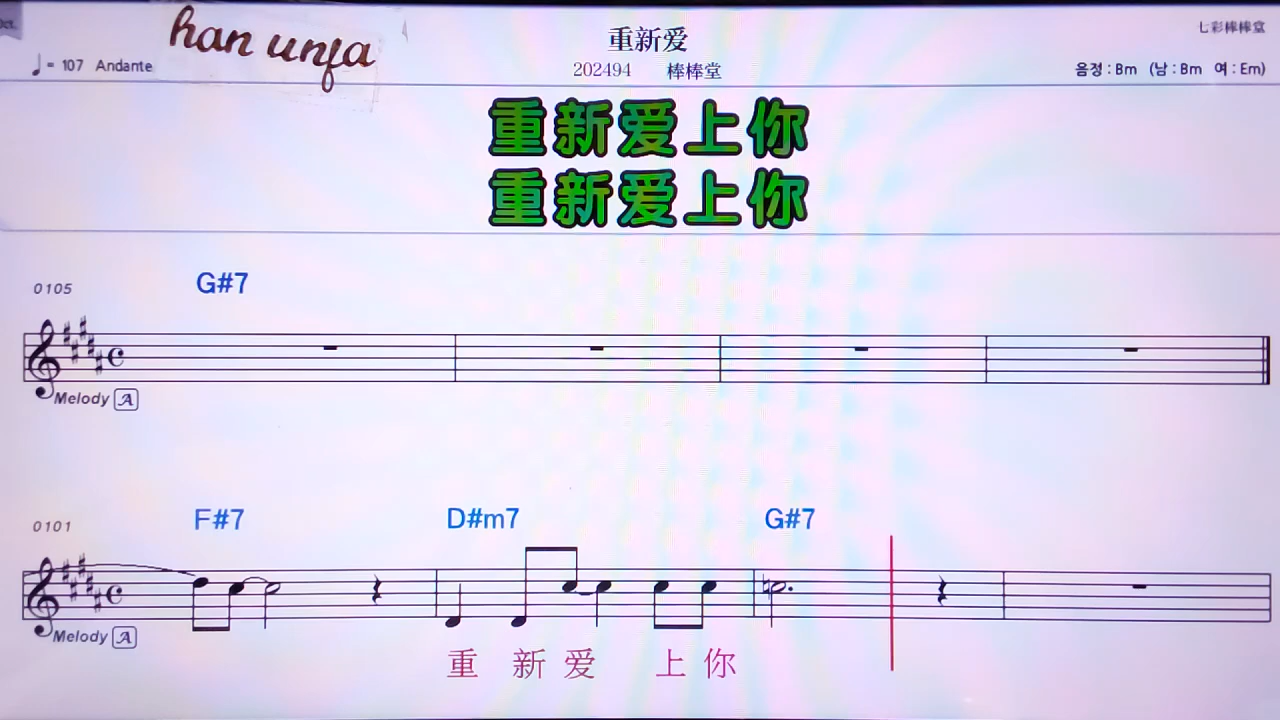 Oct.
han unfa
重新爱
七彩棒棒堂
♩= 107 Andante
202494 棒棒堂
음정 : Bm (남 : Bm 여 : Em)
重新爱上你
重新爱上你
G#7
0105
Melody A
F#7 D#m7 G#7
0101
Melody A
重 新 爱 上 你